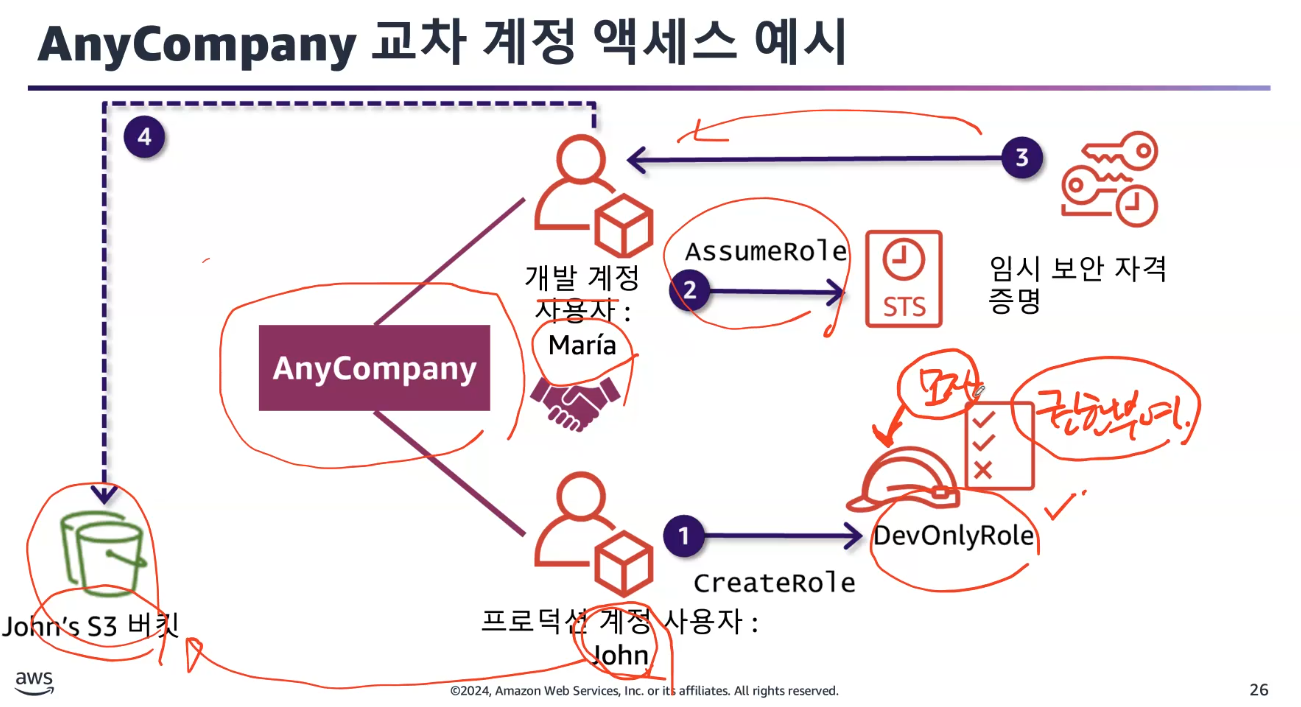 AnyCompany 교차 계정 액세스 예시
4
3
AssumeRole
2
STS
임시 보안 자격
증명
개발 계정
사용자 :
María
AnyCompany
모자
권한부여.
1
DevOnlyRole
CreateRole
John's S3 버킷
프로덕션 계정 사용자 :
John
aws
©2024, Amazon Web Services, Inc. or its affiliates. All rights reserved.
26